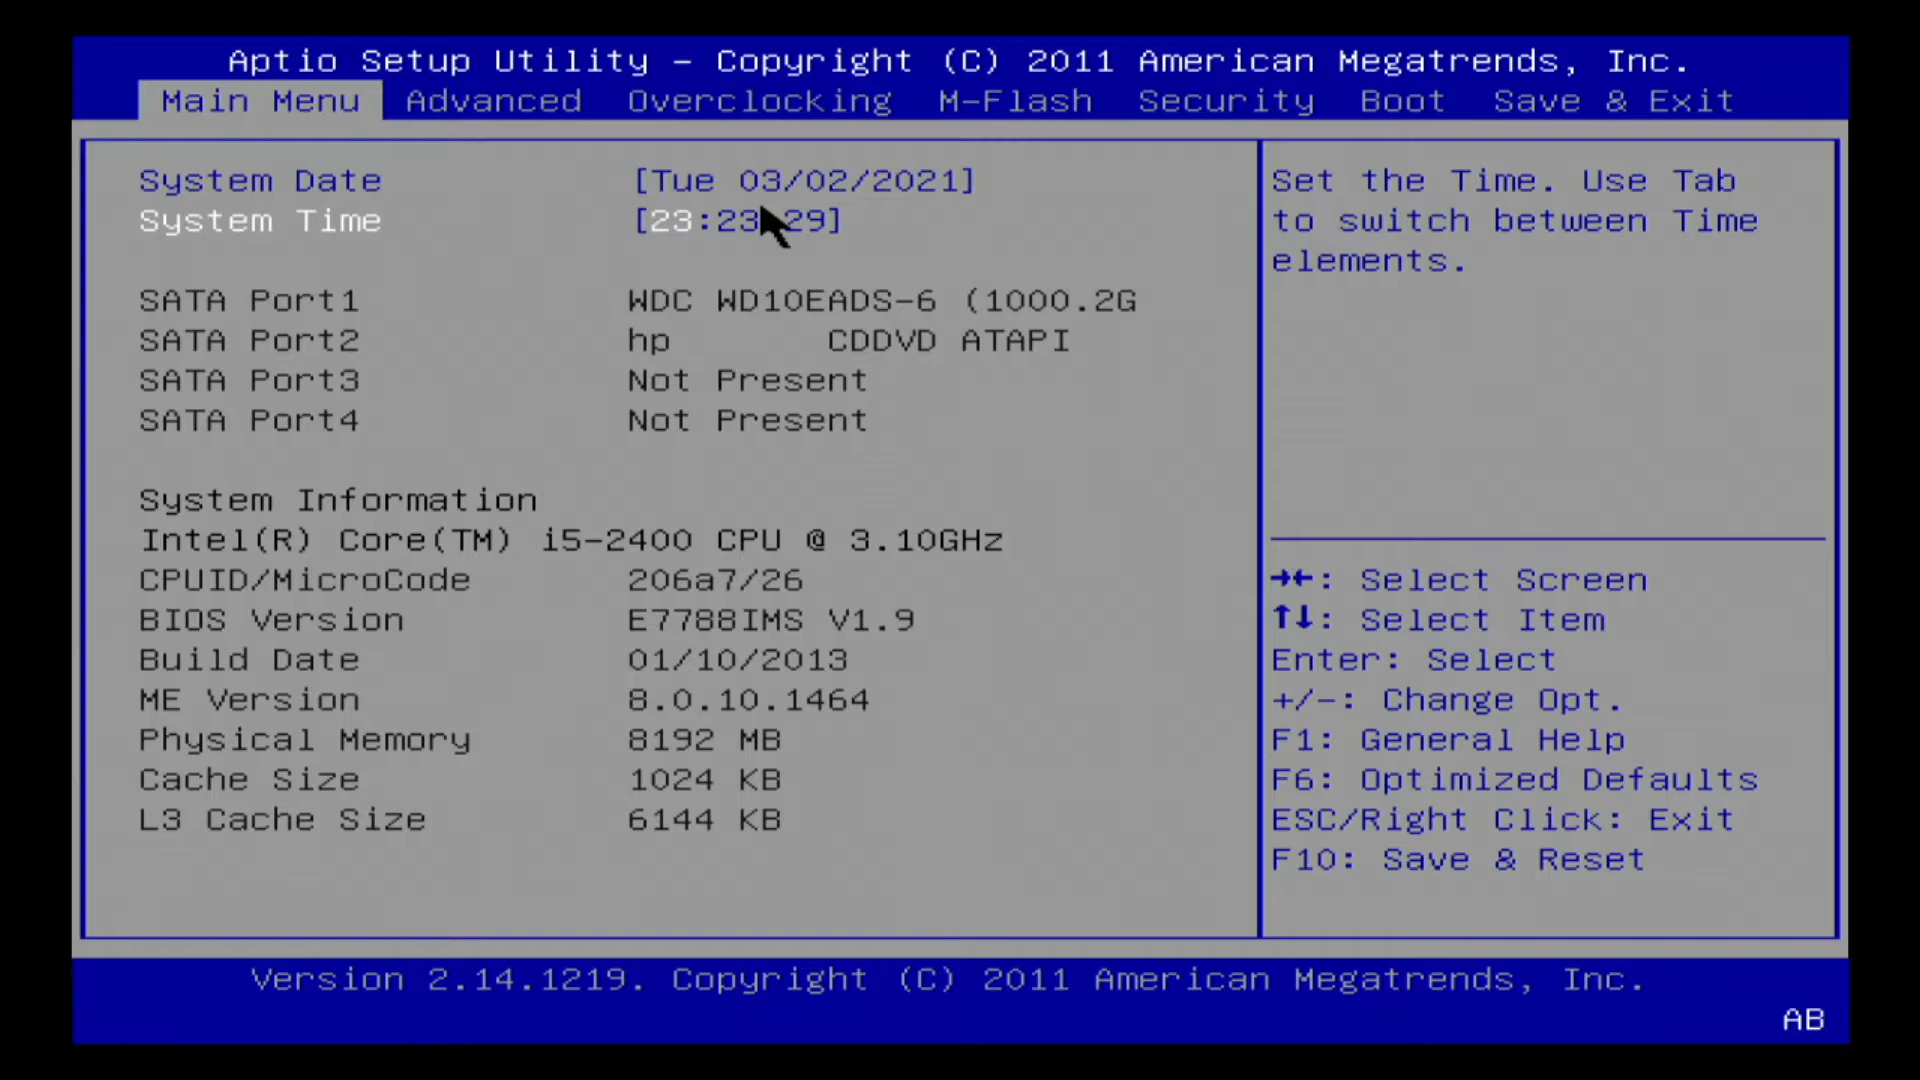 Aptio Setup Utility – Copyright (C) 2011 American Megatrends, Inc.
Main Menu Advanced Overclocking M-Flash Security Boot Save & Exit
System Date [Tue 03/02/2021]
System Time [23:23 29]
SATA Port1 WDC WD10EADS-6 (1000.2G
SATA Port2 hp CDDVD ATAPI
SATA Port3 Not Present
SATA Port4 Not Present
System Information
Intel(R) Core(TM) i5-2400 CPU @ 3.10GHz
CPUID/MicroCode 206a7/26
BIOS Version E7788IMS V1.9
Build Date 01/10/2013
ME Version 8.0.10.1464
Physical Memory 8192 MB
Cache Size 1024 KB
L3 Cache Size 6144 KB
Set the Time. Use Tab
to switch between Time
elements.
→←: Select Screen
↑↓: Select Item
Enter: Select
+/-: Change Opt.
F1: General Help
F6: Optimized Defaults
ESC/Right Click: Exit
F10: Save & Reset
Version 2.14.1219. Copyright (C) 2011 American Megatrends, Inc.
AB